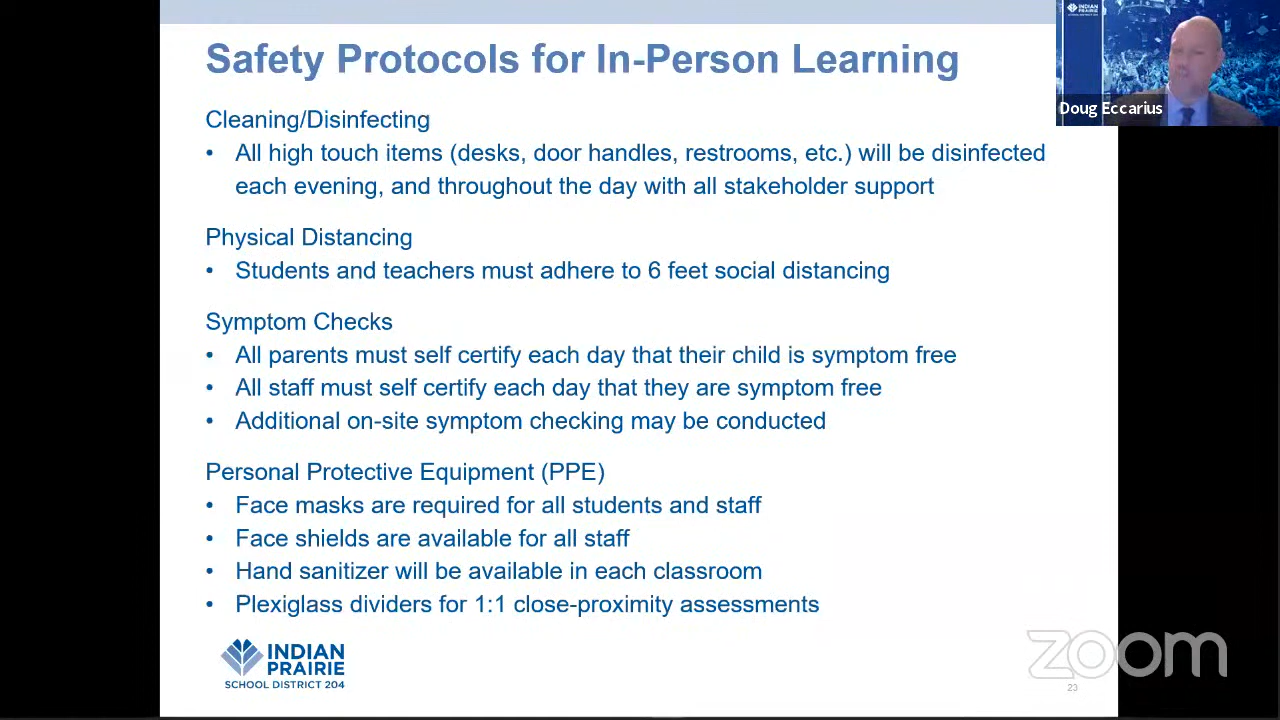 Safety Protocols for In-Person Learning
INDIAN
PRAIRIE
Doug Eccarius
Cleaning/Disinfecting
• All high touch items (desks, door handles, restrooms, etc.) will be disinfected
each evening, and throughout the day with all stakeholder support
Physical Distancing
• Students and teachers must adhere to 6 feet social distancing
Symptom Checks
• All parents must self certify each day that their child is symptom free
• All staff must self certify each day that they are symptom free
• Additional on-site symptom checking may be conducted
Personal Protective Equipment (PPE)
• Face masks are required for all students and staff
• Face shields are available for all staff
• Hand sanitizer will be available in each classroom
• Plexiglass dividers for 1:1 close-proximity assessments
INDIAN
PRAIRIE
SCHOOL DISTRICT 204
zoom
23